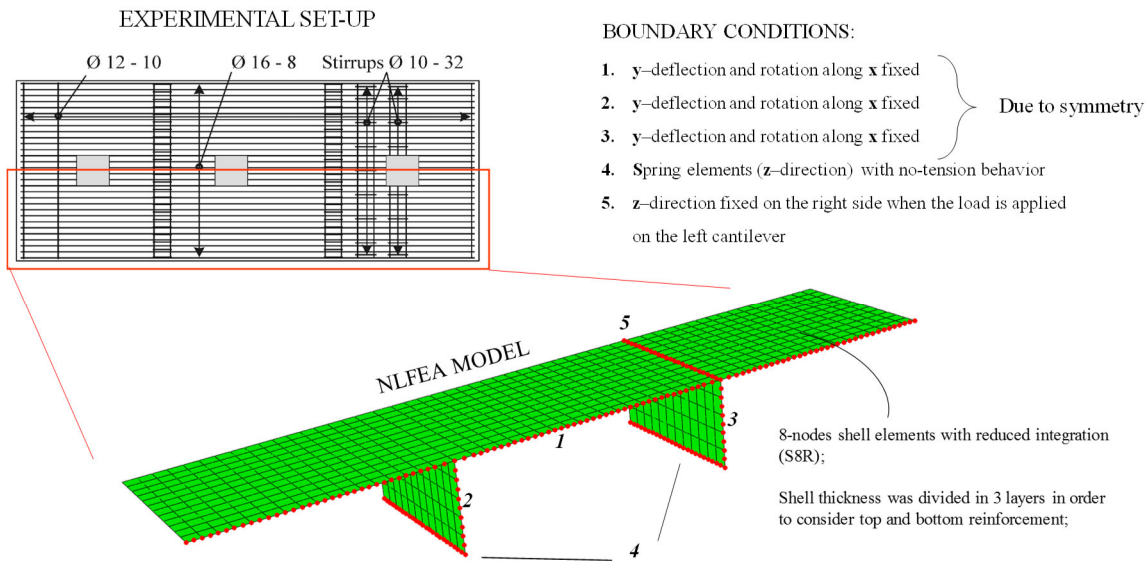 EXPERIMENTAL SET-UP
Ø 12 - 10
Ø 16 - 8
Stirrups Ø 10 - 32
BOUNDARY CONDITIONS:
1. y–deflection and rotation along x fixed
2. y–deflection and rotation along x fixed
3. y–deflection and rotation along x fixed
Due to symmetry
4. Spring elements (z–direction) with no-tension behavior
5. z–direction fixed on the right side when the load is applied
on the left cantilever
NLFEA MODEL
5
1
3
2
4
8-nodes shell elements with reduced integration
(S8R);
Shell thickness was divided in 3 layers in order
to consider top and bottom reinforcement;